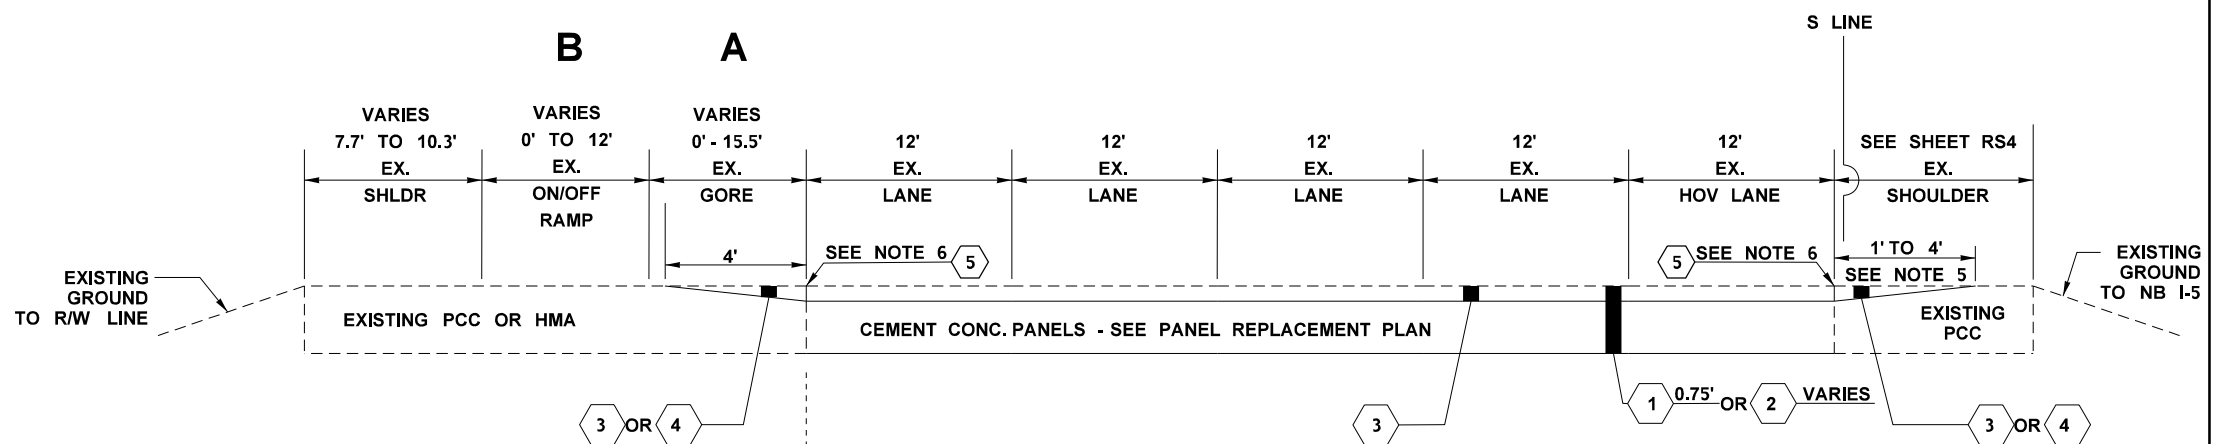 S LINE
B
A
VARIES
7.7' TO 10.3'
EX.
SHLDR
VARIES
0' TO 12'
EX.
ON/OFF
RAMP
VARIES
0' - 15.5'
EX.
GORE
12'
EX.
LANE
12'
EX.
LANE
12'
EX.
LANE
12'
EX.
LANE
12'
EX.
HOV LANE
SEE SHEET RS4
EX.
SHOULDER
4'
SEE NOTE 6
5
5
SEE NOTE 6
1' TO 4'
SEE NOTE 5
EXISTING
GROUND
TO R/W LINE
EXISTING
GROUND
TO NB I-5
EXISTING PCC OR HMA
CEMENT CONC. PANELS - SEE PANEL REPLACEMENT PLAN
EXISTING
PCC
3 OR 4
3
1 0.75' OR 2 VARIES
3 OR 4